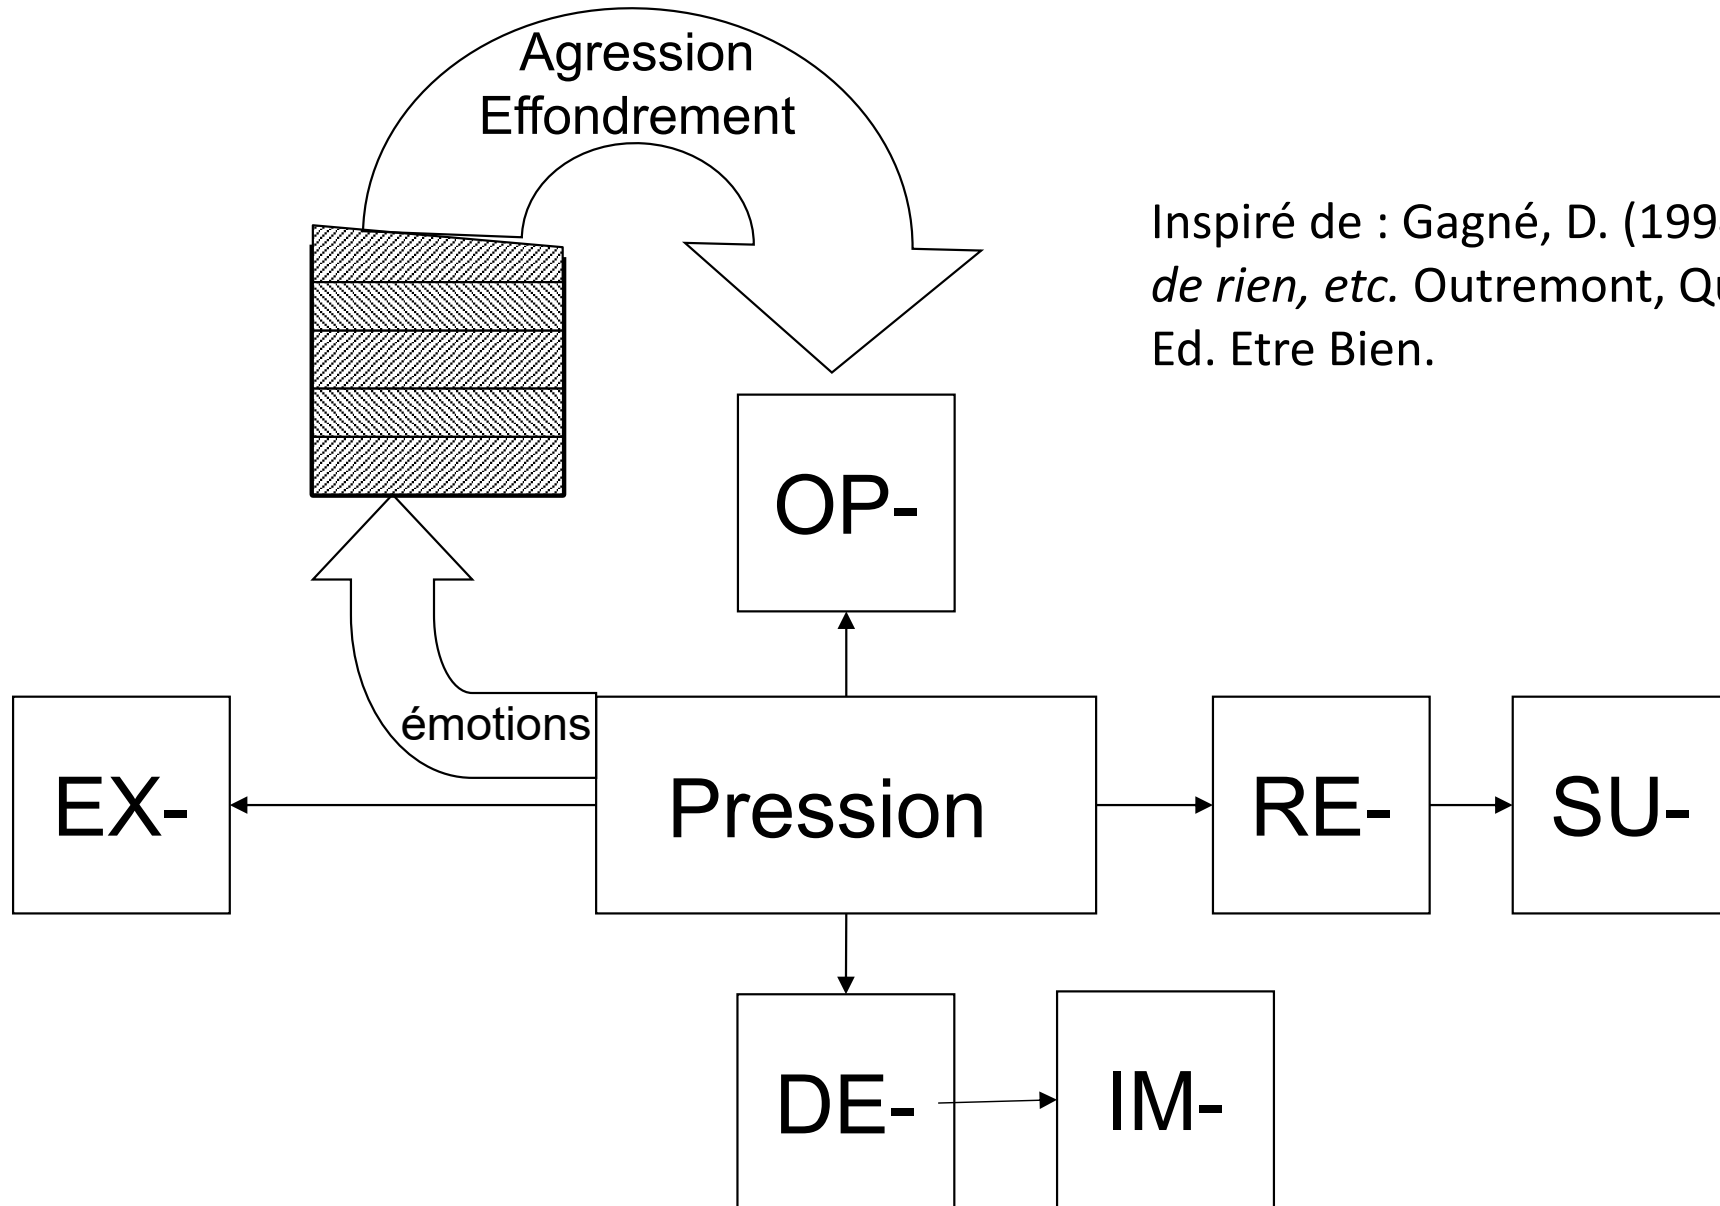 Agression
Effondrement
Inspiré de : Gagné, D. (199
de rien, etc. Outremont, Qu
Ed. Etre Bien.
OP-
émotions
EX-
Pression
RE-
SU-
DE-
IM-